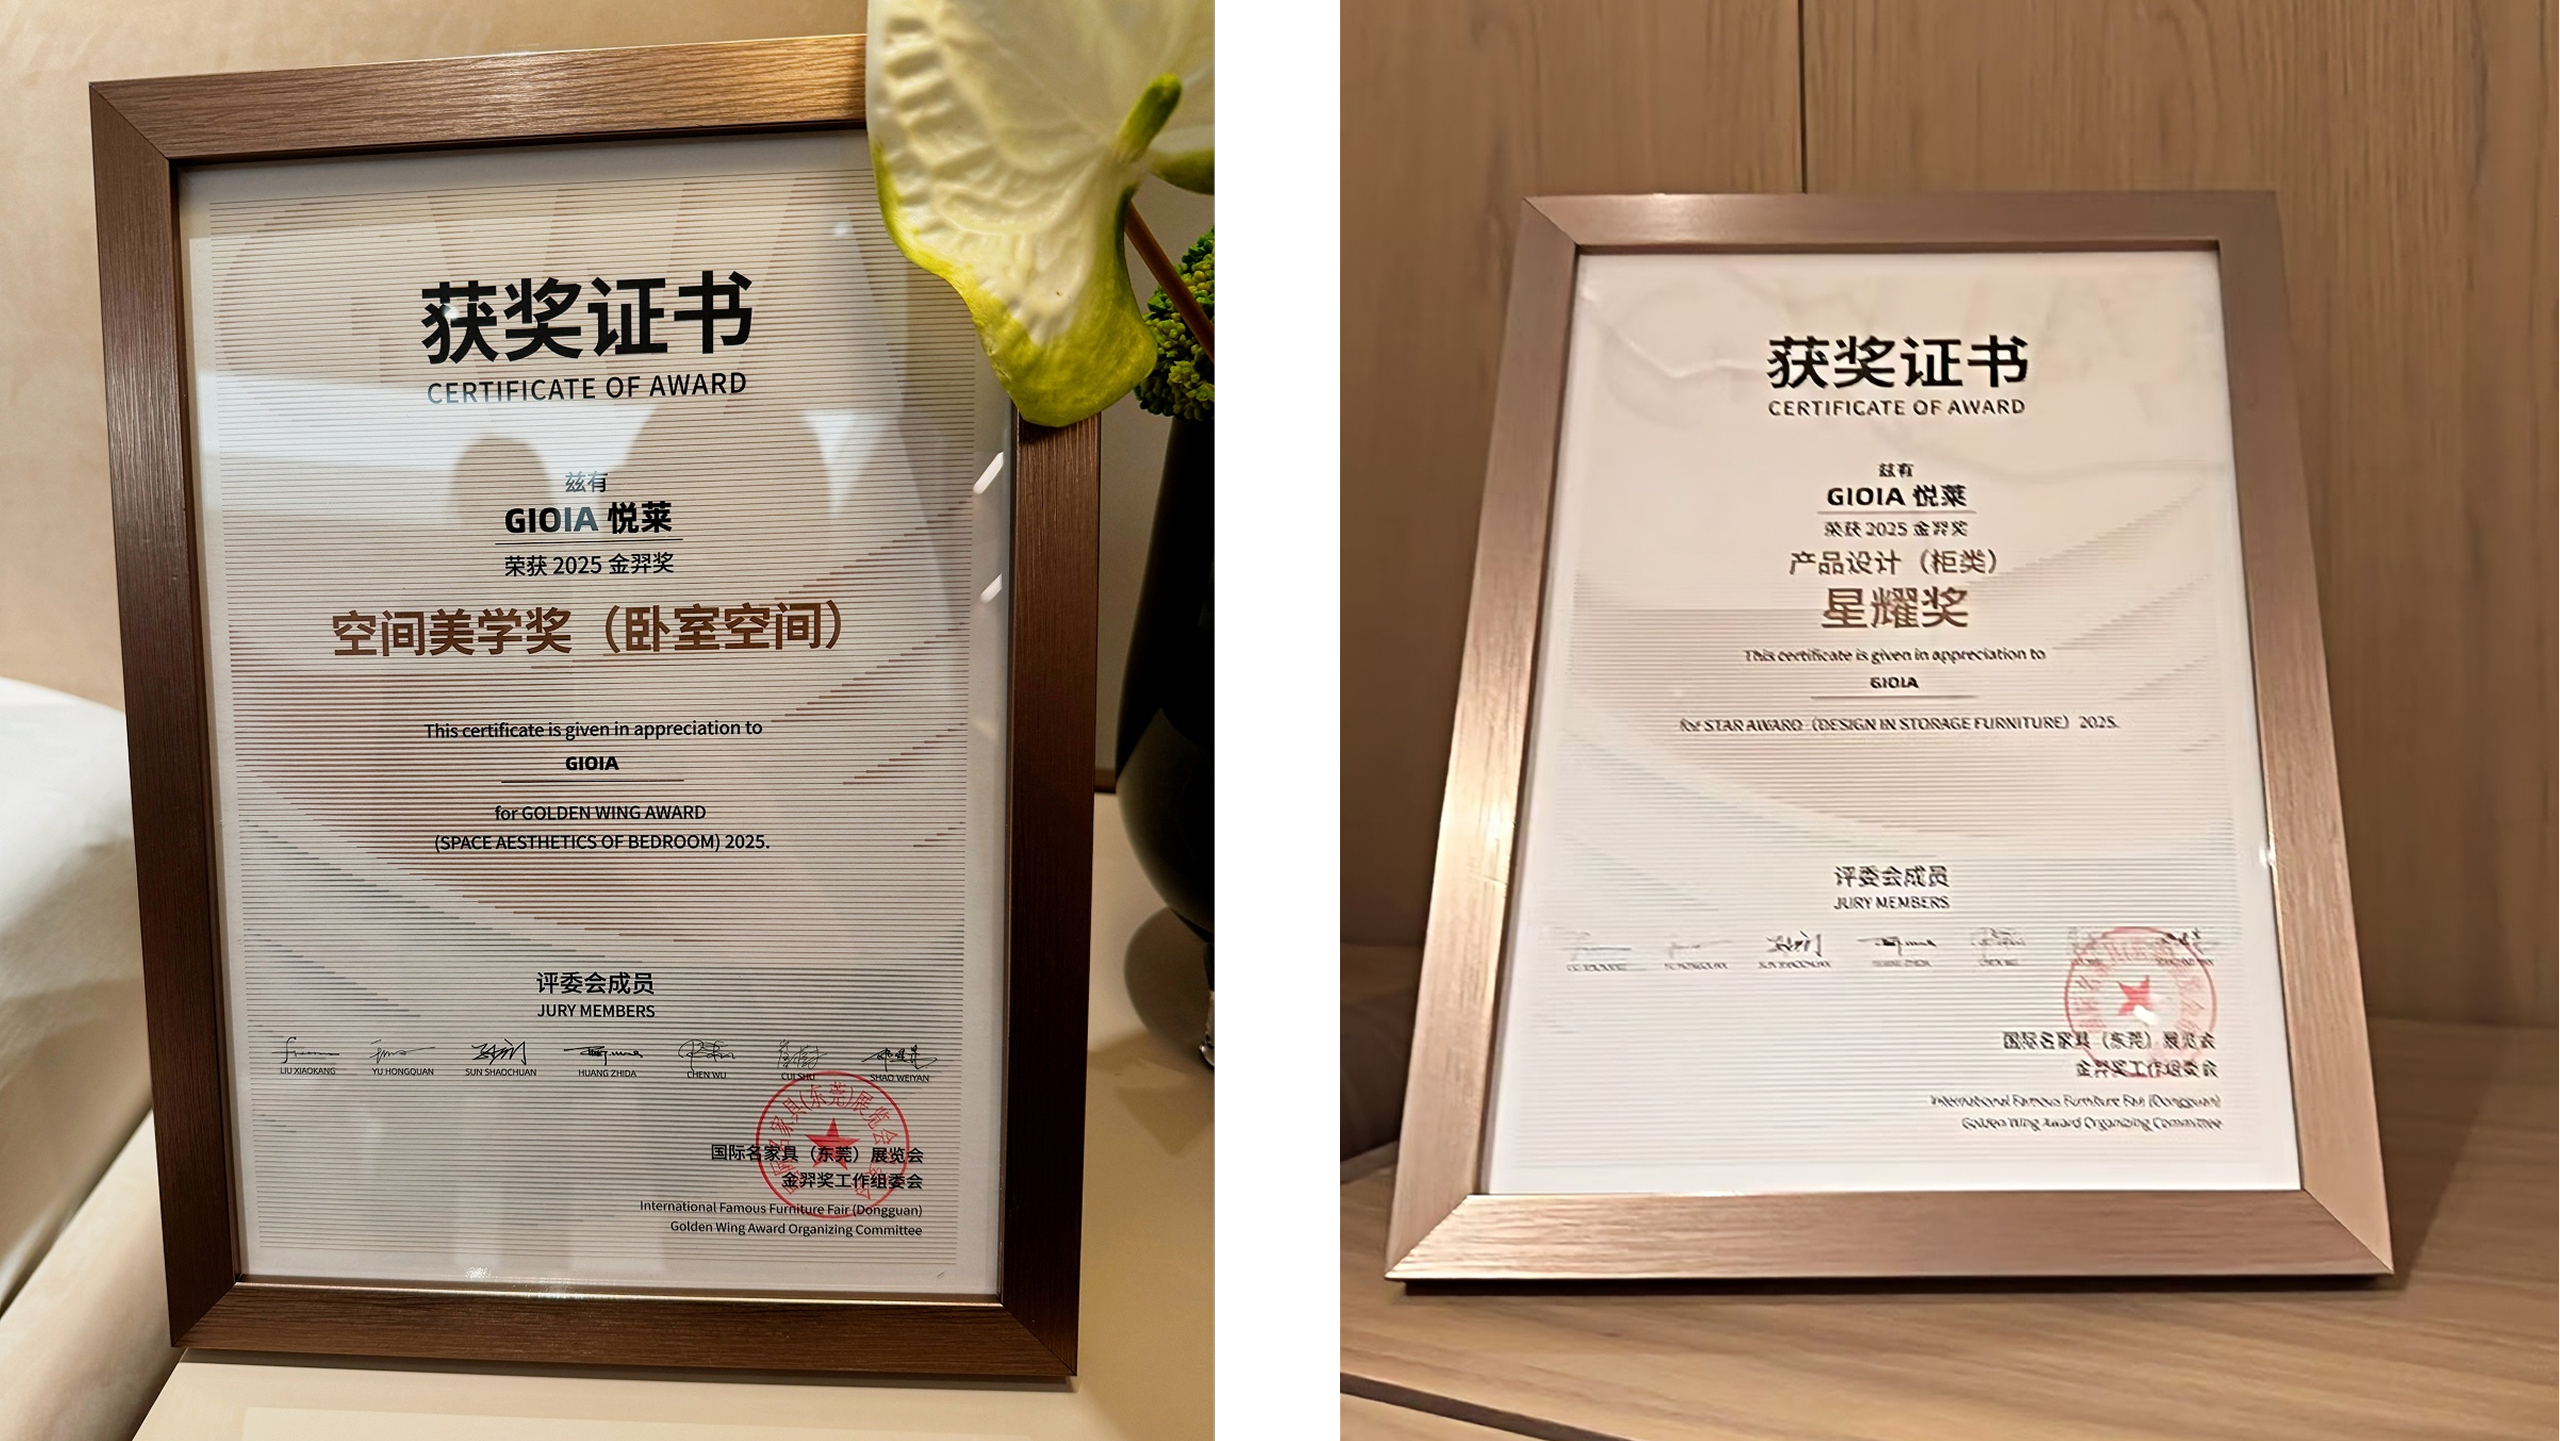 获奖证书
CERTIFICATE OF AWARD
兹有
GIOIA 悦莱
荣获 2025 金羿奖
空间美学奖（卧室空间）
This certificate is given in appreciation to
GIOIA
for GOLDEN WING AWARD
(SPACE AESTHETICS OF BEDROOM) 2025.
评委会成员
JURY MEMBERS
LIU XIAOKANG YU HONGQUAN SUN SHAOCHUAN HUANG ZHIDA CHEN WU CUI SHU SHAO WEIYAN
国际名家具（东莞）展览会
金羿奖工作组委会
International Famous Furniture Fair (Dongguan)
Golden Wing Award Organizing Committee
获奖证书
CERTIFICATE OF AWARD
兹有
GIOIA 悦莱
荣获 2025 金羿奖
产品设计（柜类）
星耀奖
This certificate is given in appreciation to
GIOIA
for STAR AWARD（DESIGN IN STORAGE FURNITURE）2025.
评委会成员
JURY MEMBERS
国际名家具（东莞）展览会
金羿奖工作组委会
International Famous Furniture Fair (Dongguan)
Golden Wing Award Organizing Committee